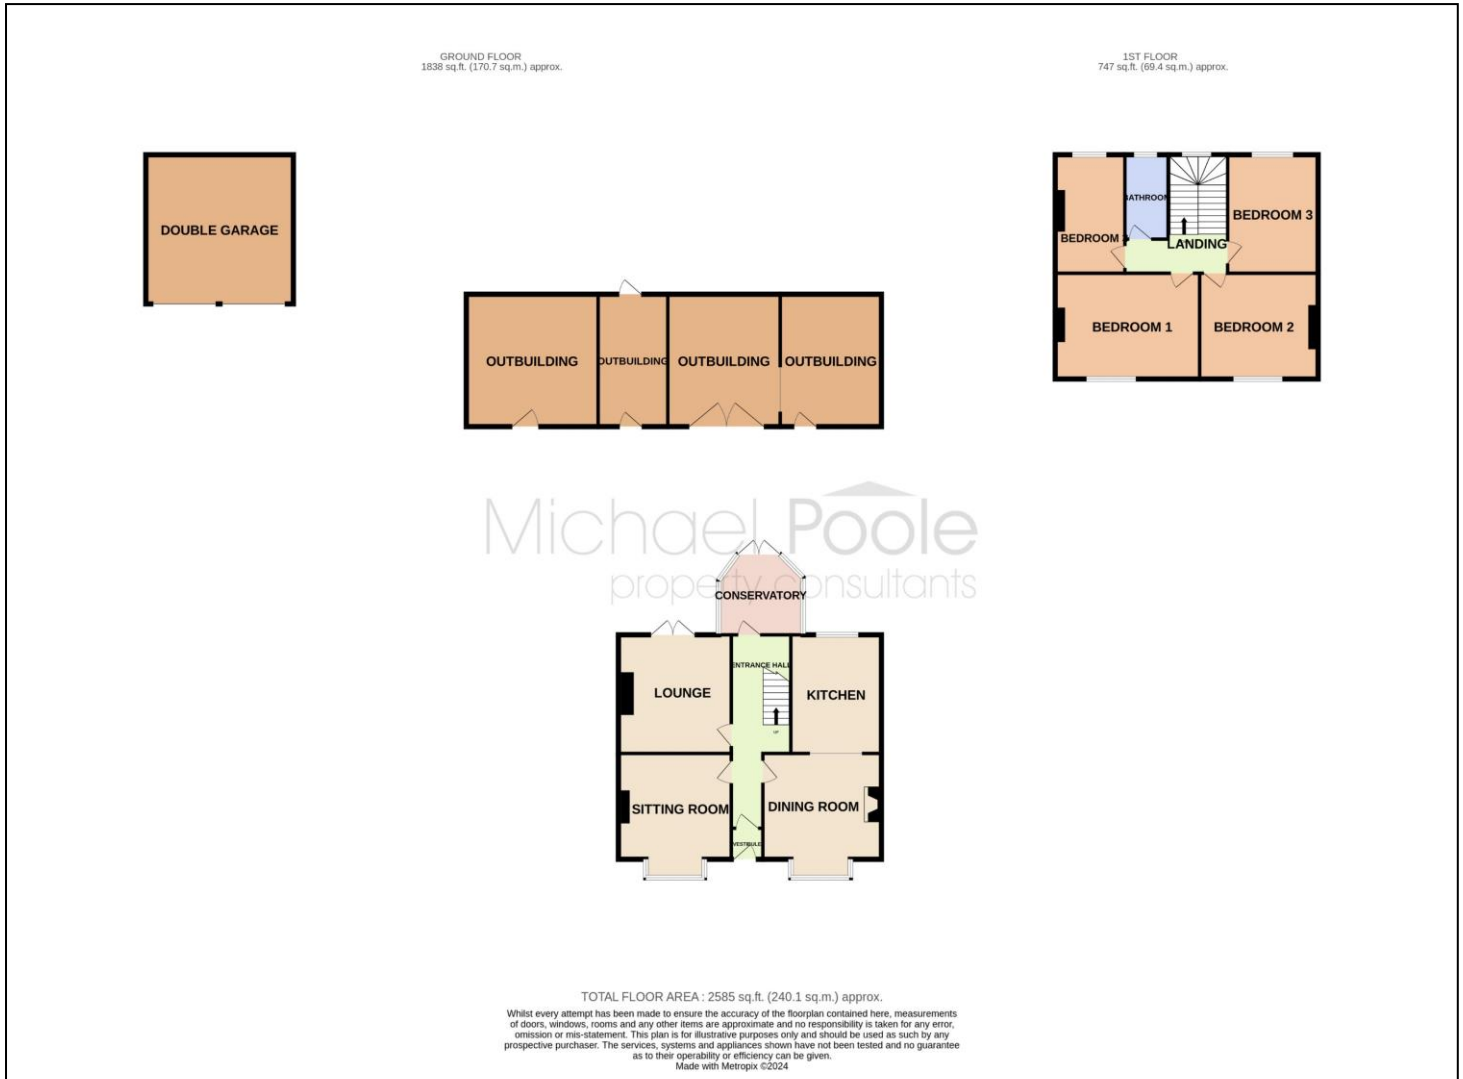 GROUND FLOOR
1838 sq.ft. (170.7 sq.m.) approx.
1ST FLOOR
747 sq.ft. (69.4 sq.m.) approx.
DOUBLE GARAGE
BATHROOM
BEDROOM 3
BEDROOM
LANDING
BEDROOM 1
BEDROOM 2
OUTBUILDING
OUTBUILDING
OUTBUILDING
OUTBUILDING
Michael Poole
property consultants
CONSERVATORY
ENTRANCE HALL
LOUNGE
KITCHEN
UP
SITTING ROOM
DINING ROOM
VESTIBULE
TOTAL FLOOR AREA : 2585 sq.ft. (240.1 sq.m.) approx.
Whilst every attempt has been made to ensure the accuracy of the floorplan contained here, measurements
of doors, windows, rooms and any other items are approximate and no responsibility is taken for any error,
omission or mis-statement. This plan is for illustrative purposes only and should be used as such by any
prospective purchaser. The services, systems and appliances shown have not been tested and no guarantee
as to their operability or efficiency can be given.
Made with Metropix ©2024